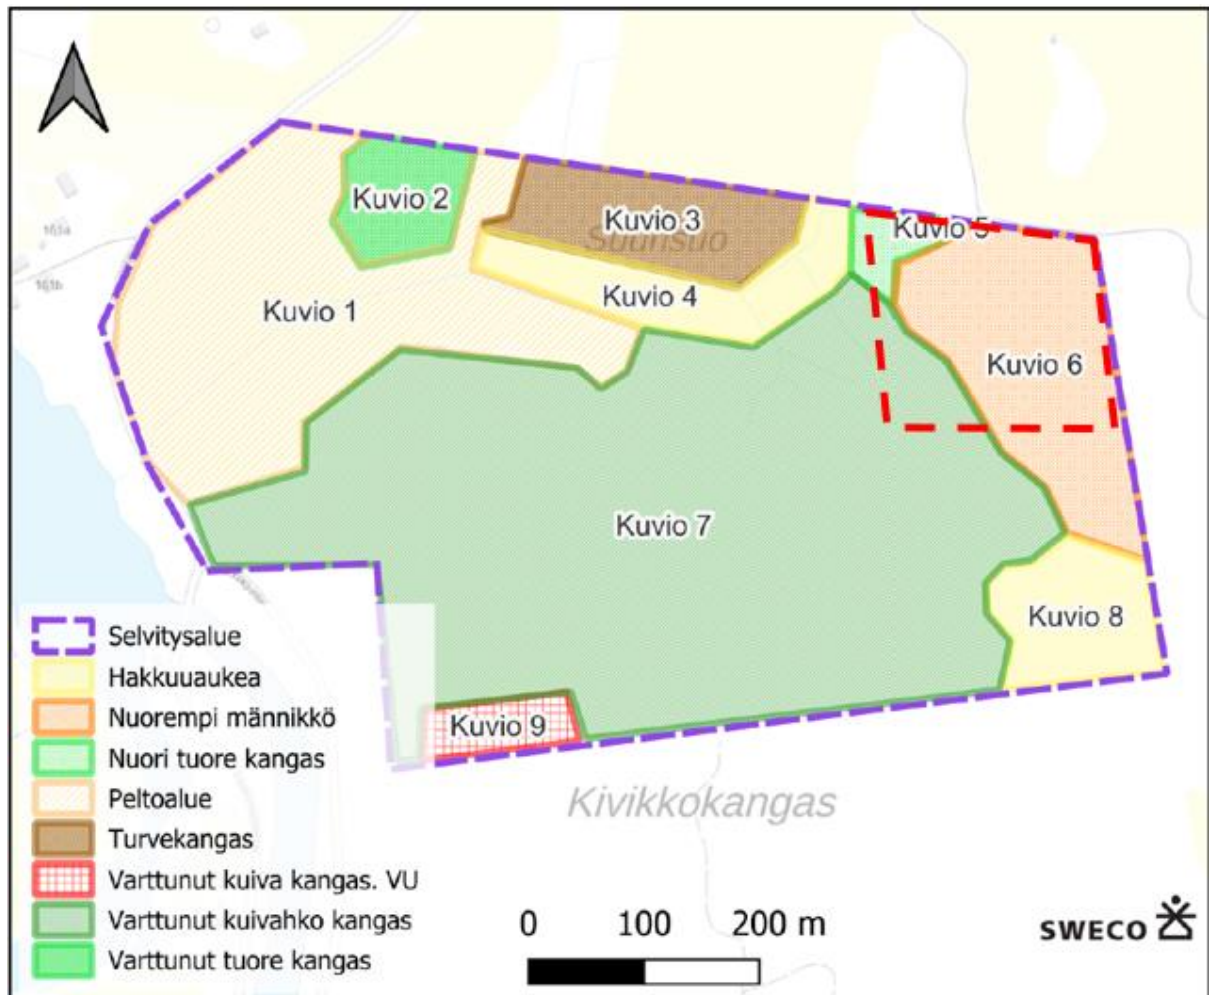 Kuvio 2
Kuvio 3
Suunsuo
Kuvio 5
Kuvio 4
Kuvio 1
Kuvio 6
Kuvio 7
Kuvio 8
Kuvio 9
Kivikkokangas
Selvitysalue
Hakkuuaukea
Nuorempi männikkö
Nuori tuore kangas
Peltoalue
Turvekangas
Varttunut kuiva kangas. VU
Varttunut kuivahko kangas
Varttunut tuore kangas
0 100 200 m
SWECO